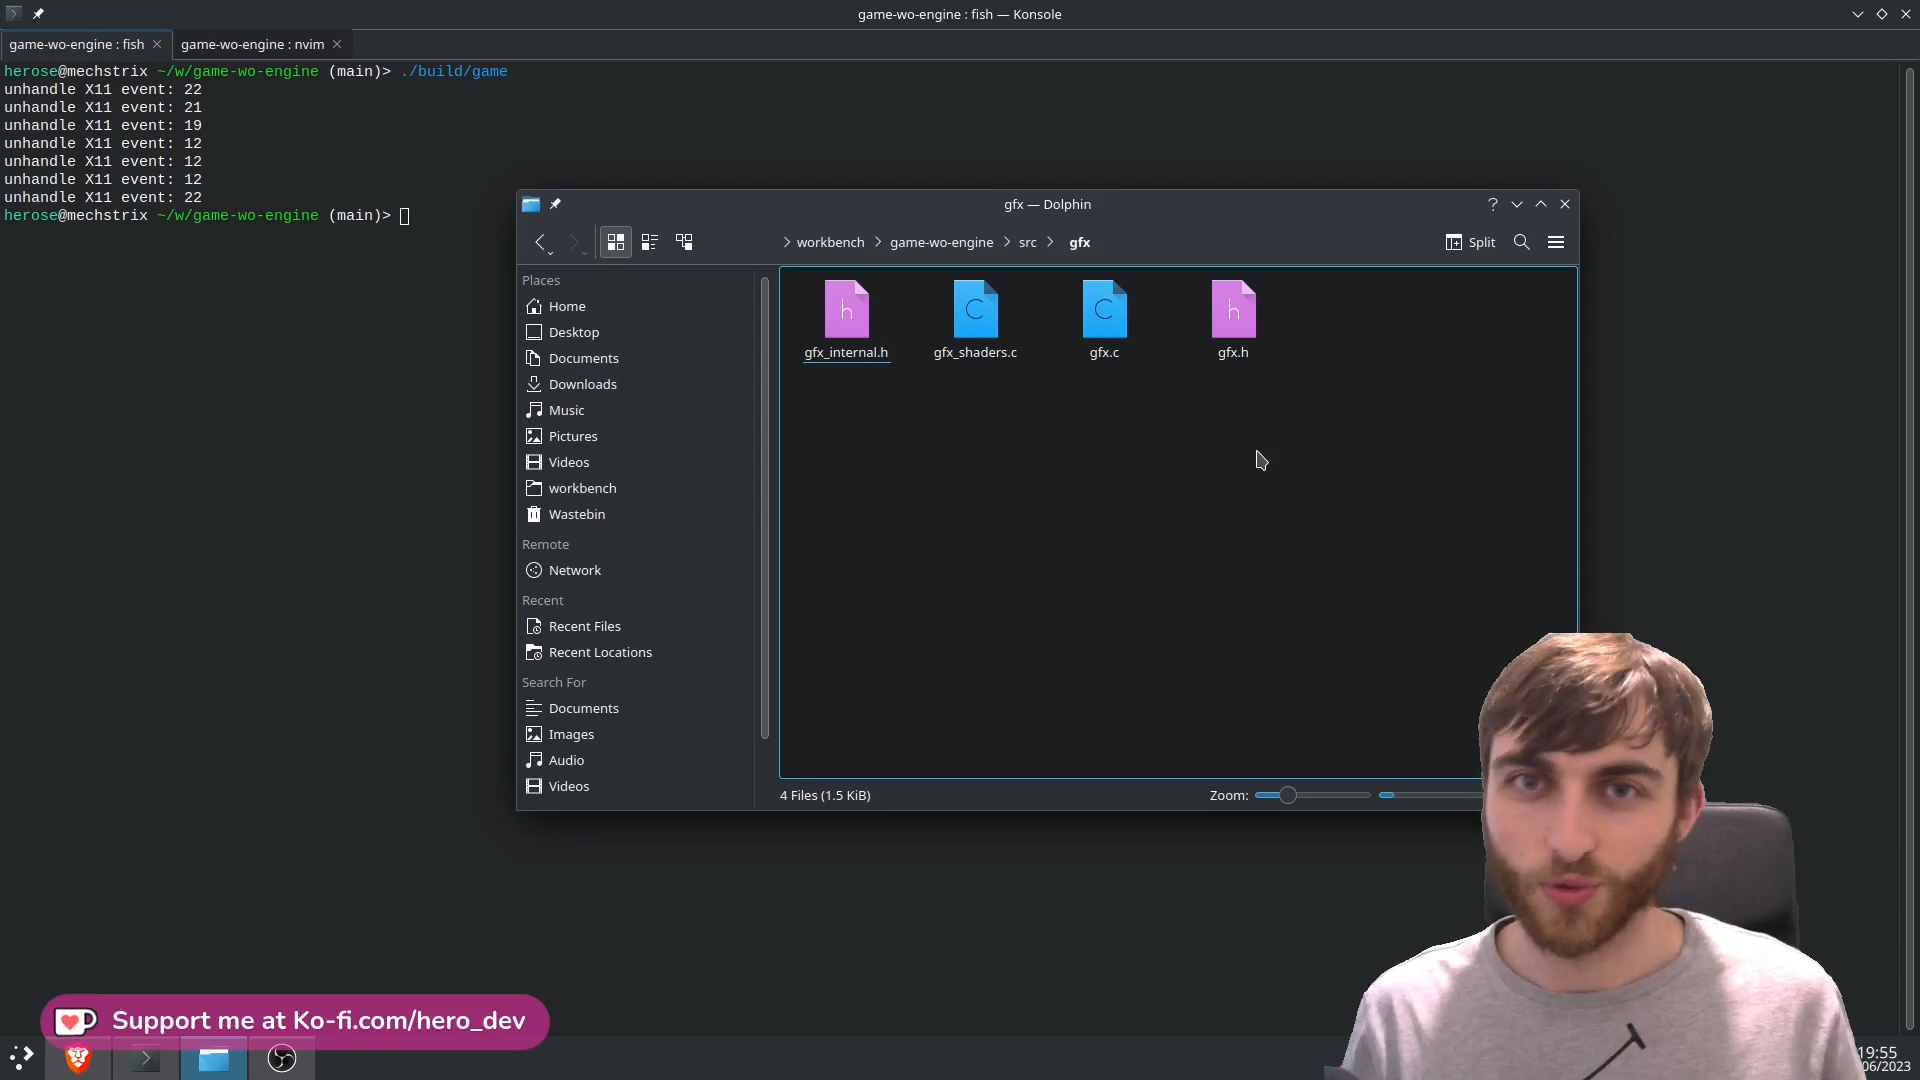 game-wo-engine : fish — Konsole
game-wo-engine : fish
game-wo-engine : nvim
herose@mechstrix ~/w/game-wo-engine (main)> ./build/game
unhandle X11 event: 22
unhandle X11 event: 21
unhandle X11 event: 19
unhandle X11 event: 12
unhandle X11 event: 12
unhandle X11 event: 12
unhandle X11 event: 22
herose@mechstrix ~/w/game-wo-engine (main)>
gfx — Dolphin
workbench
game-wo-engine
src
gfx
Split
Places
Home
Desktop
Documents
Downloads
Music
Pictures
Videos
workbench
Wastebin
Remote
Network
Recent
Recent Files
Recent Locations
Search For
Documents
Images
Audio
Videos
h
C
C
h
gfx_internal.h
gfx_shaders.c
gfx.c
gfx.h
4 Files (1.5 KiB)
Zoom:
Support me at Ko-fi.com/hero_dev
19:55
06/2023